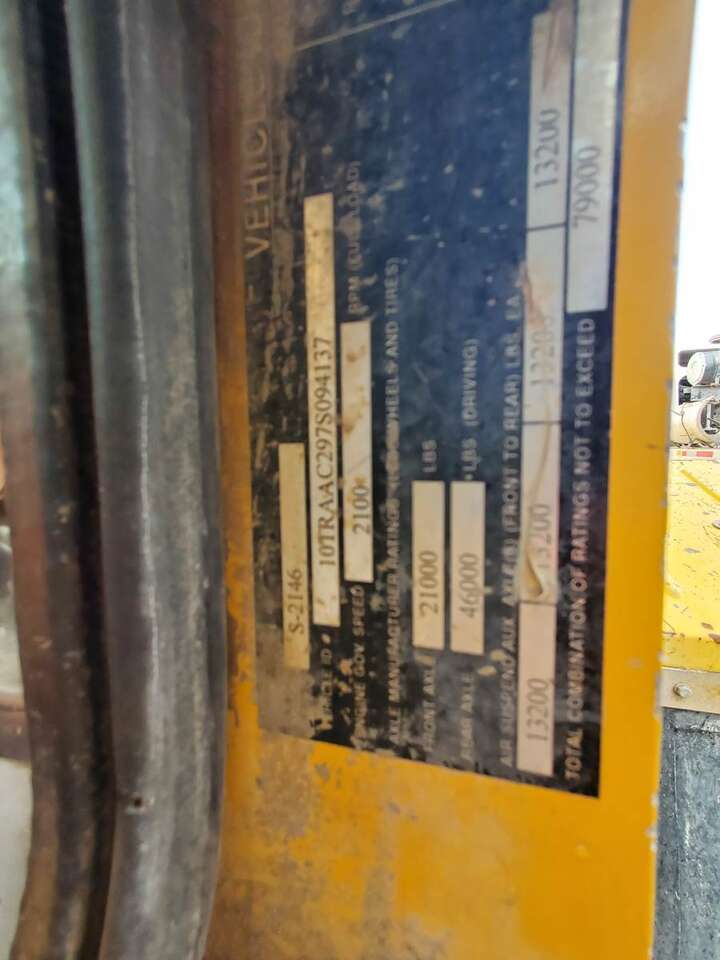 VEHICLE
S-2146
VEHICLE ID # 10TRAAC297S094137
ENGINE GOV. SPEED 2100 RPM (FULL LOAD)
AXLE MANUFACTURER RATINGS WHEELS AND TIRES)
FRONT AXLE 21000 LBS
REAR AXLE 46000 LBS (DRIVING)
AIR SUSPEND AUX. AXLE(S) (FRONT TO REAR) LBS. EA.
13200 13200 13200 13200
TOTAL COMBINATION OF RATINGS NOT TO EXCEED 79000